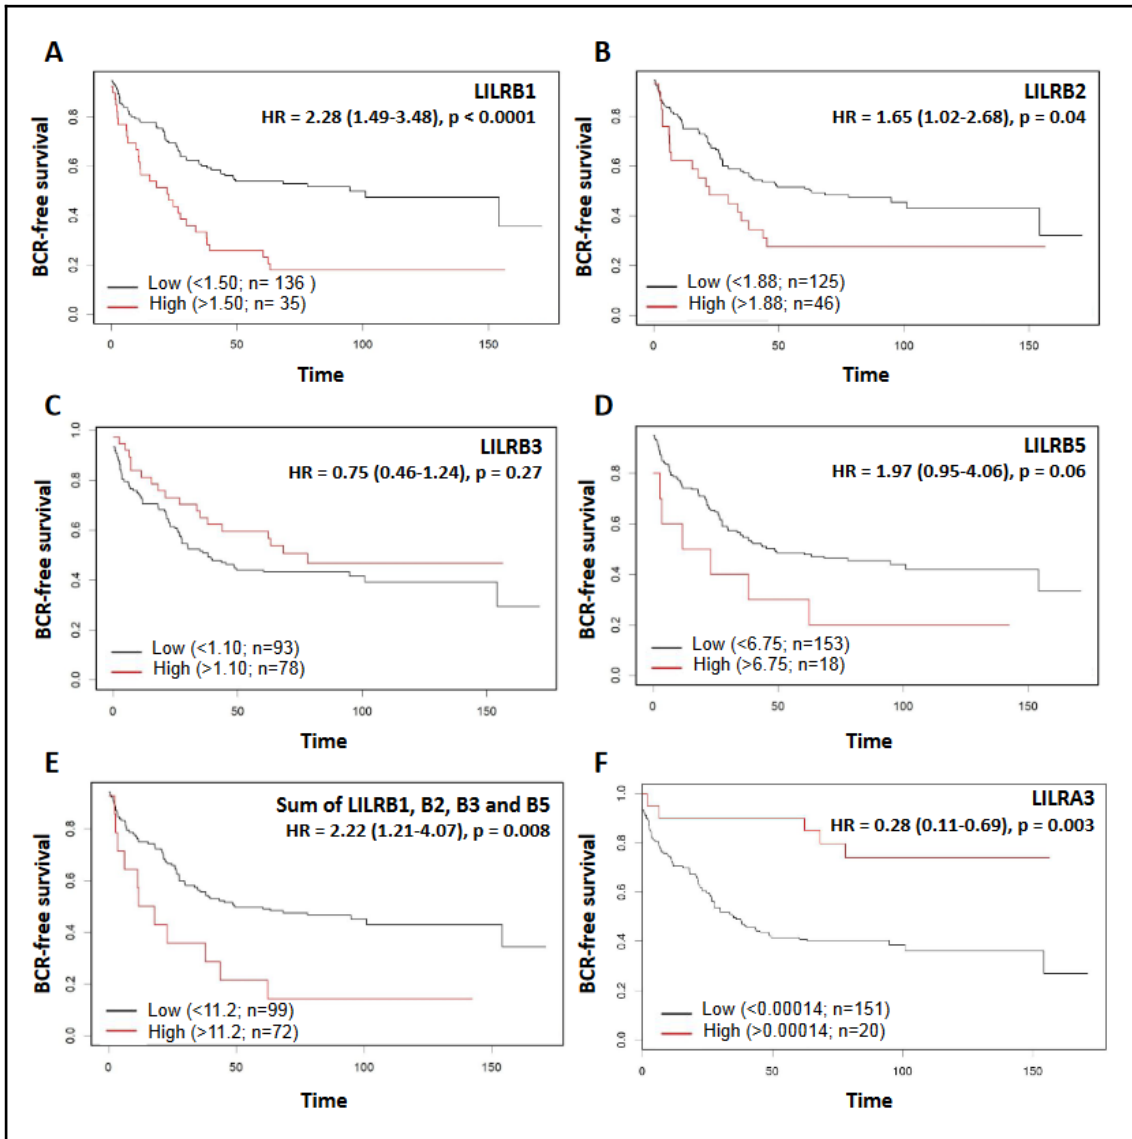 A
LILRB1
HR = 2.28 (1.49-3.48), p < 0.0001
BCR-free survival
0.8
0.6
0.4
0.2
0.0
Low (<1.50; n= 136 )
High (>1.50; n= 35)
0 50 100 150
Time
B
LILRB2
HR = 1.65 (1.02-2.68), p = 0.04
BCR-free survival
0.8
0.6
0.4
0.2
0.0
Low (<1.88; n=125)
High (>1.88; n=46)
0 50 100 150
Time
C
LILRB3
HR = 0.75 (0.46-1.24), p = 0.27
BCR-free survival
1.0
0.8
0.6
0.4
0.2
0.0
Low (<1.10; n=93)
High (>1.10; n=78)
0 50 100 150
Time
D
LILRB5
HR = 1.97 (0.95-4.06), p = 0.06
BCR-free survival
0.8
0.6
0.4
0.2
0.0
Low (<6.75; n=153)
High (>6.75; n=18)
0 50 100 150
Time
E
Sum of LILRB1, B2, B3 and B5
HR = 2.22 (1.21-4.07), p = 0.008
BCR-free survival
0.8
0.6
0.4
0.2
0.0
Low (<11.2; n=99)
High (>11.2; n=72)
0 50 100 150
Time
F
LILRA3
HR = 0.28 (0.11-0.69), p = 0.003
BCR-free survival
1.0
0.8
0.6
0.4
0.2
0.0
Low (<0.00014; n=151)
High (>0.00014; n=20)
0 50 100 150
Time